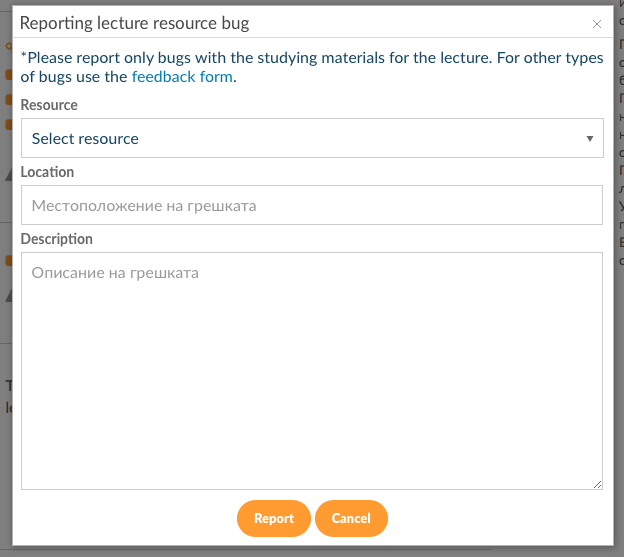 Reporting lecture resource bug
×
*Please report only bugs with the studying materials for the lecture. For other types
of bugs use the feedback form.
Resource
Select resource
Location
Местоположение на грешката
Description
Описание на грешката
Report Cancel